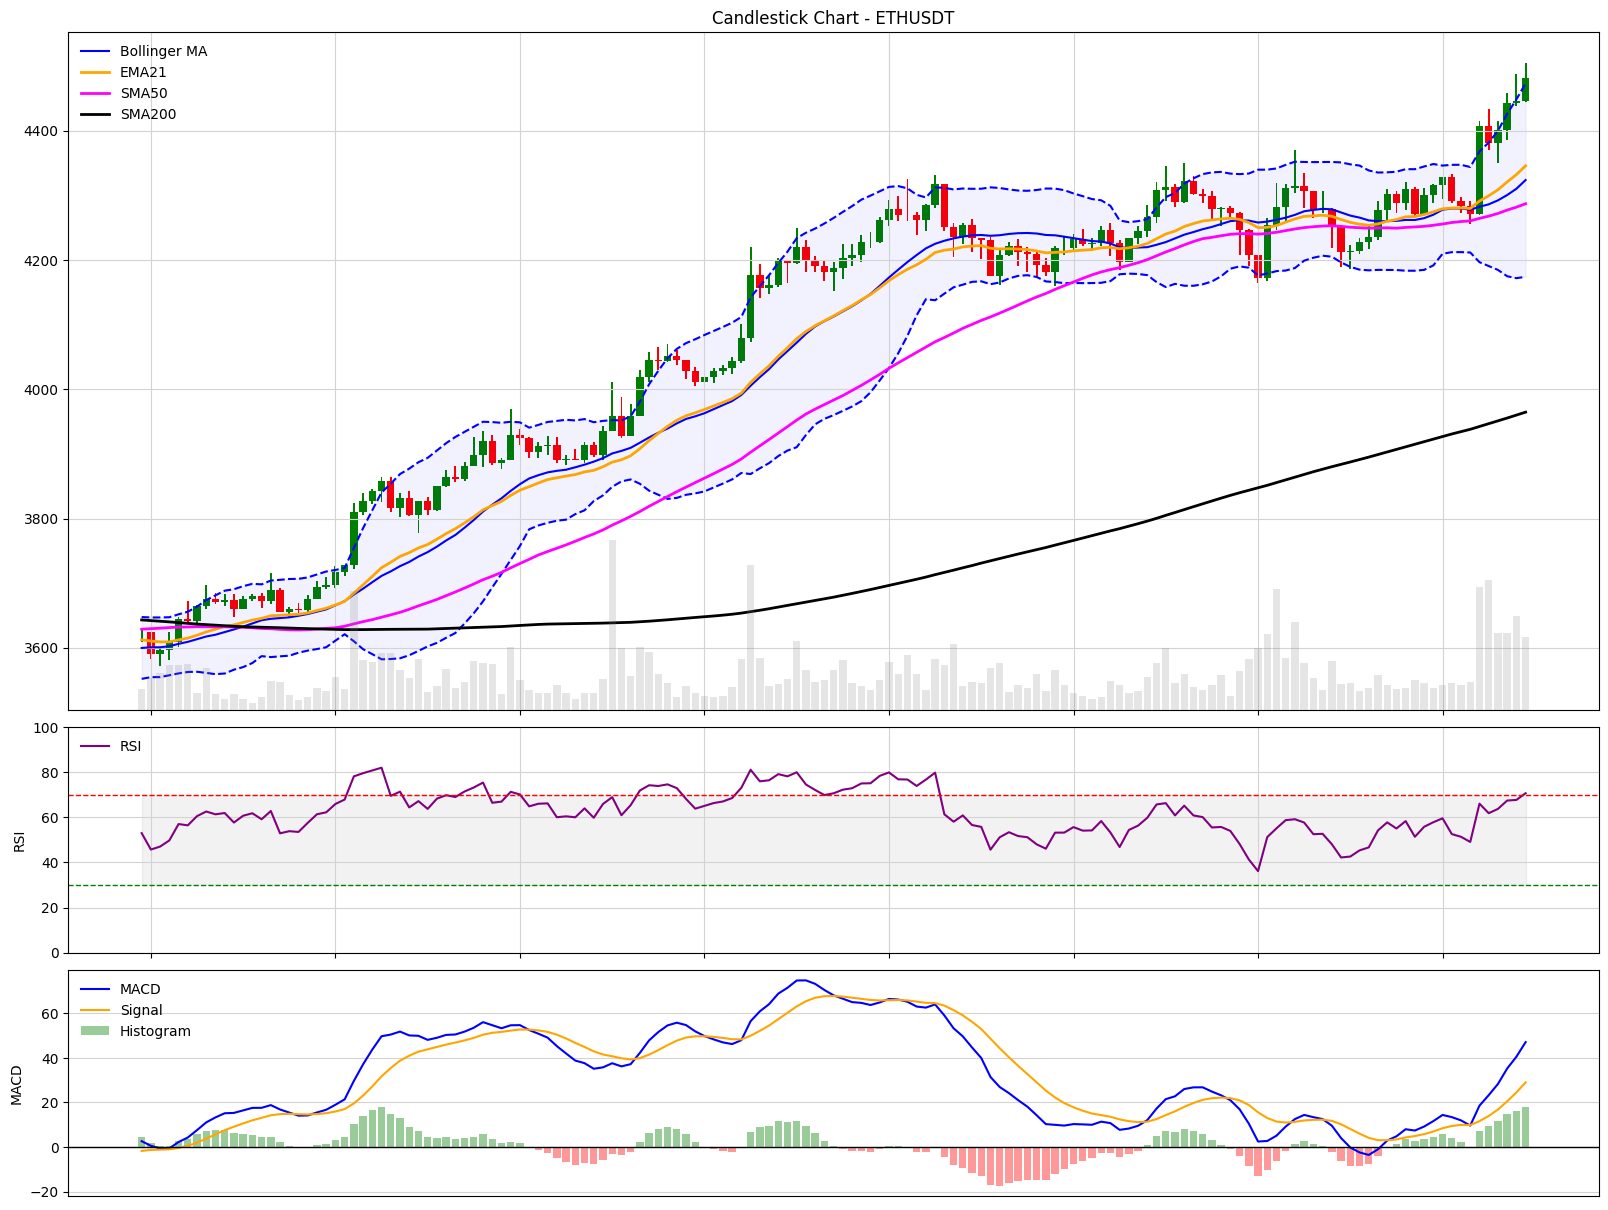 Candlestick Chart - ETHUSDT
Bollinger MA
EMA21
SMA50
SMA200
4400
4200
4000
3800
3600
100
RSI
80
60
40
20
0
RSI
MACD
Signal
Histogram
60
40
20
0
−20
MACD